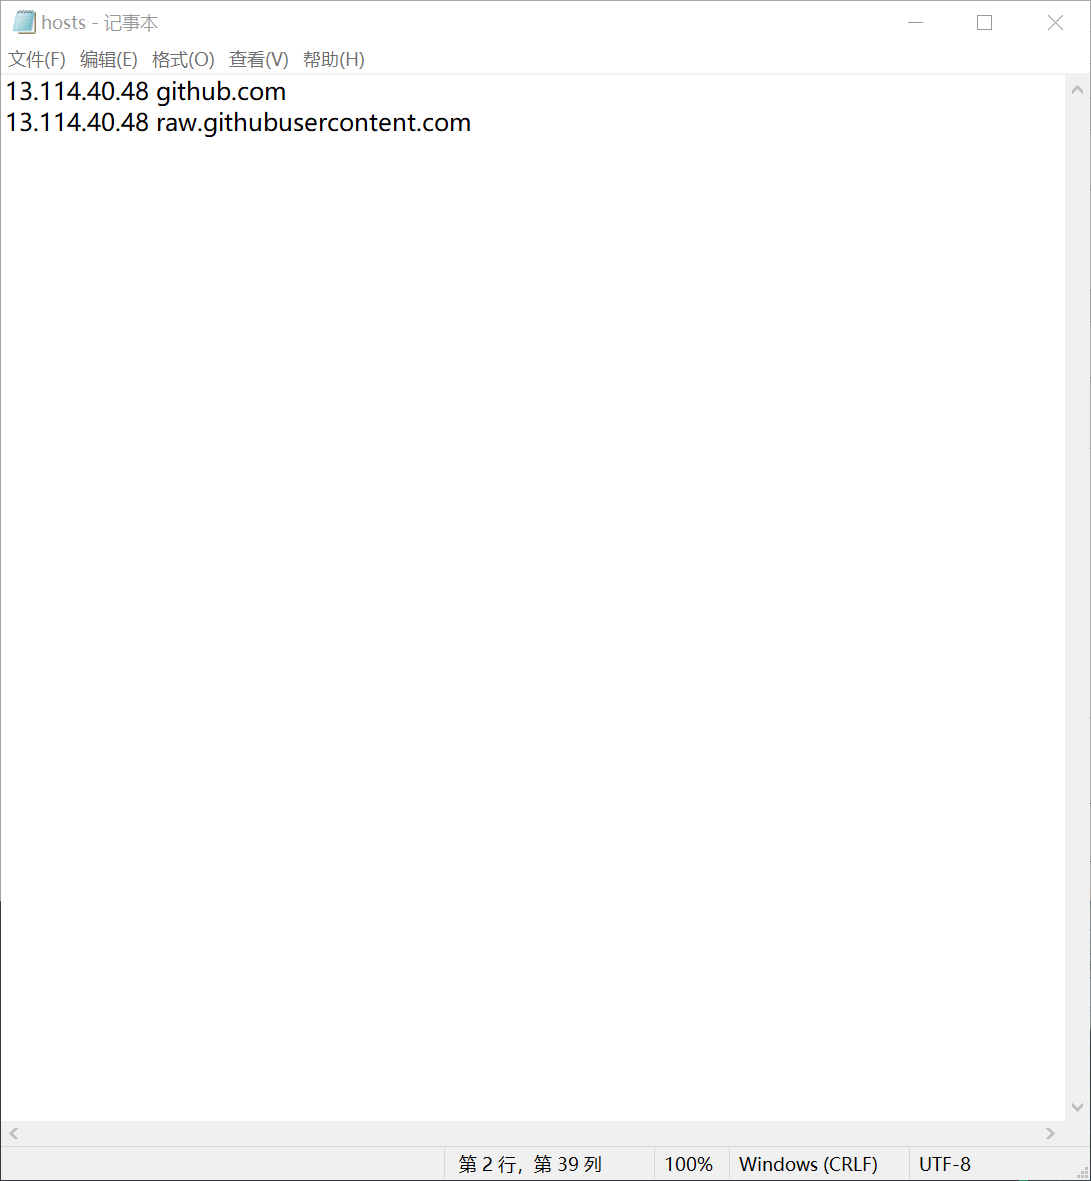 hosts - 记事本
文件(F) 编辑(E) 格式(O) 查看(V) 帮助(H)
13.114.40.48 github.com
13.114.40.48 raw.githubusercontent.com
第 2 行，第 39 列 100% Windows (CRLF) UTF-8